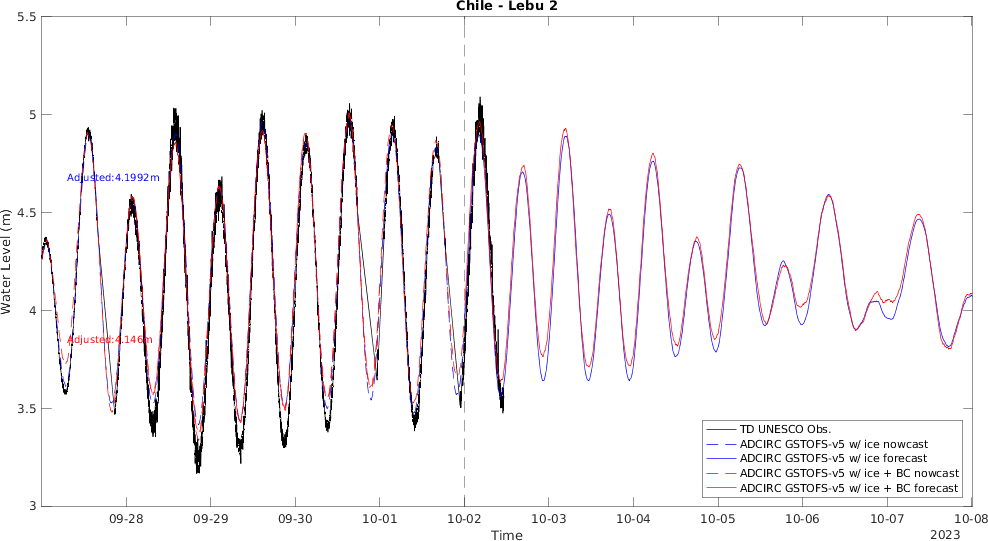 Chile - Lebu 2
5.5
5
4.5
4
3.5
3
Water Level (m)
Adjusted:4.1992m
Adjusted:4.146m
TD UNESCO Obs.
ADCIRC GSTOFS-v5 w/ ice nowcast
ADCIRC GSTOFS-v5 w/ ice forecast
ADCIRC GSTOFS-v5 w/ ice + BC nowcast
ADCIRC GSTOFS-v5 w/ ice + BC forecast
09-28 09-29 09-30 10-01 10-02 10-03 10-04 10-05 10-06 10-07 10-08
Time
2023